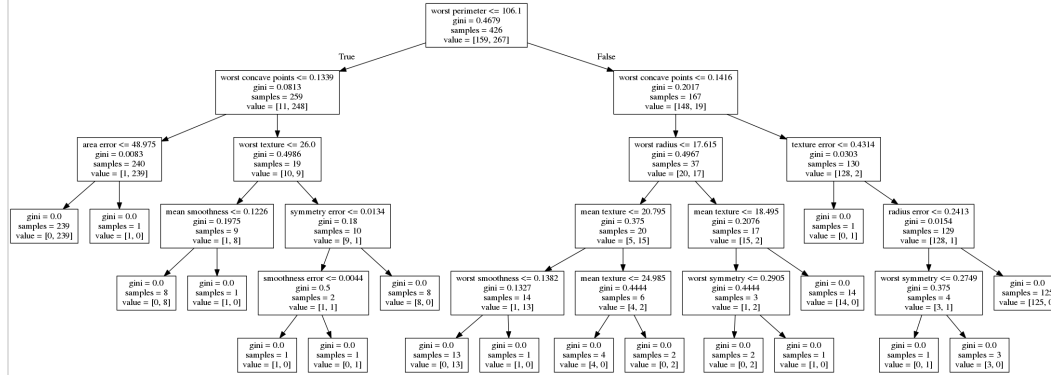 worst perimeter <= 106.1
gini = 0.4679
samples = 426
value = [159, 267]
True
False
worst concave points <= 0.1339
gini = 0.0813
samples = 259
value = [11, 248]
worst concave points <= 0.1416
gini = 0.2017
samples = 167
value = [148, 19]
area error <= 48.975
gini = 0.0083
samples = 240
value = [1, 239]
worst texture <= 26.0
gini = 0.4986
samples = 19
value = [10, 9]
worst radius <= 17.615
gini = 0.4967
samples = 37
value = [20, 17]
texture error <= 0.4314
gini = 0.0303
samples = 130
value = [128, 2]
gini = 0.0
samples = 239
value = [0, 239]
gini = 0.0
samples = 1
value = [1, 0]
mean smoothness <= 0.1226
gini = 0.1975
samples = 9
value = [1, 8]
symmetry error <= 0.0134
gini = 0.18
samples = 10
value = [9, 1]
mean texture <= 20.795
gini = 0.375
samples = 20
value = [5, 15]
mean texture <= 18.495
gini = 0.2076
samples = 17
value = [15, 2]
gini = 0.0
samples = 1
value = [0, 1]
radius error <= 0.2413
gini = 0.0154
samples = 129
value = [128, 1]
gini = 0.0
samples = 8
value = [0, 8]
gini = 0.0
samples = 1
value = [1, 0]
smoothness error <= 0.0044
gini = 0.5
samples = 2
value = [1, 1]
gini = 0.0
samples = 8
value = [8, 0]
worst smoothness <= 0.1382
gini = 0.1327
samples = 14
value = [1, 13]
mean texture <= 24.985
gini = 0.4444
samples = 6
value = [4, 2]
worst symmetry <= 0.2905
gini = 0.4444
samples = 3
value = [1, 2]
gini = 0.0
samples = 14
value = [14, 0]
worst symmetry <= 0.2749
gini = 0.375
samples = 4
value = [3, 1]
gini = 0.0
samples = 125
value = [125, 0
gini = 0.0
samples = 1
value = [1, 0]
gini = 0.0
samples = 1
value = [0, 1]
gini = 0.0
samples = 13
value = [0, 13]
gini = 0.0
samples = 1
value = [1, 0]
gini = 0.0
samples = 4
value = [4, 0]
gini = 0.0
samples = 2
value = [0, 2]
gini = 0.0
samples = 2
value = [0, 2]
gini = 0.0
samples = 1
value = [1, 0]
gini = 0.0
samples = 1
value = [0, 1]
gini = 0.0
samples = 3
value = [3, 0]